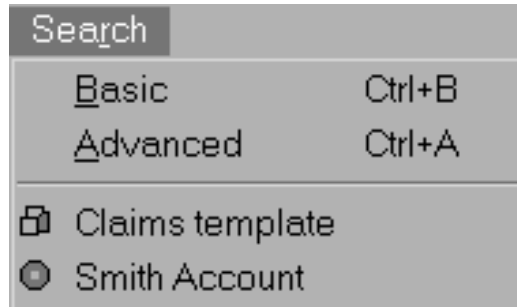 Search
Basic Ctrl+B
Advanced Ctrl+A
Claims template
Smith Account